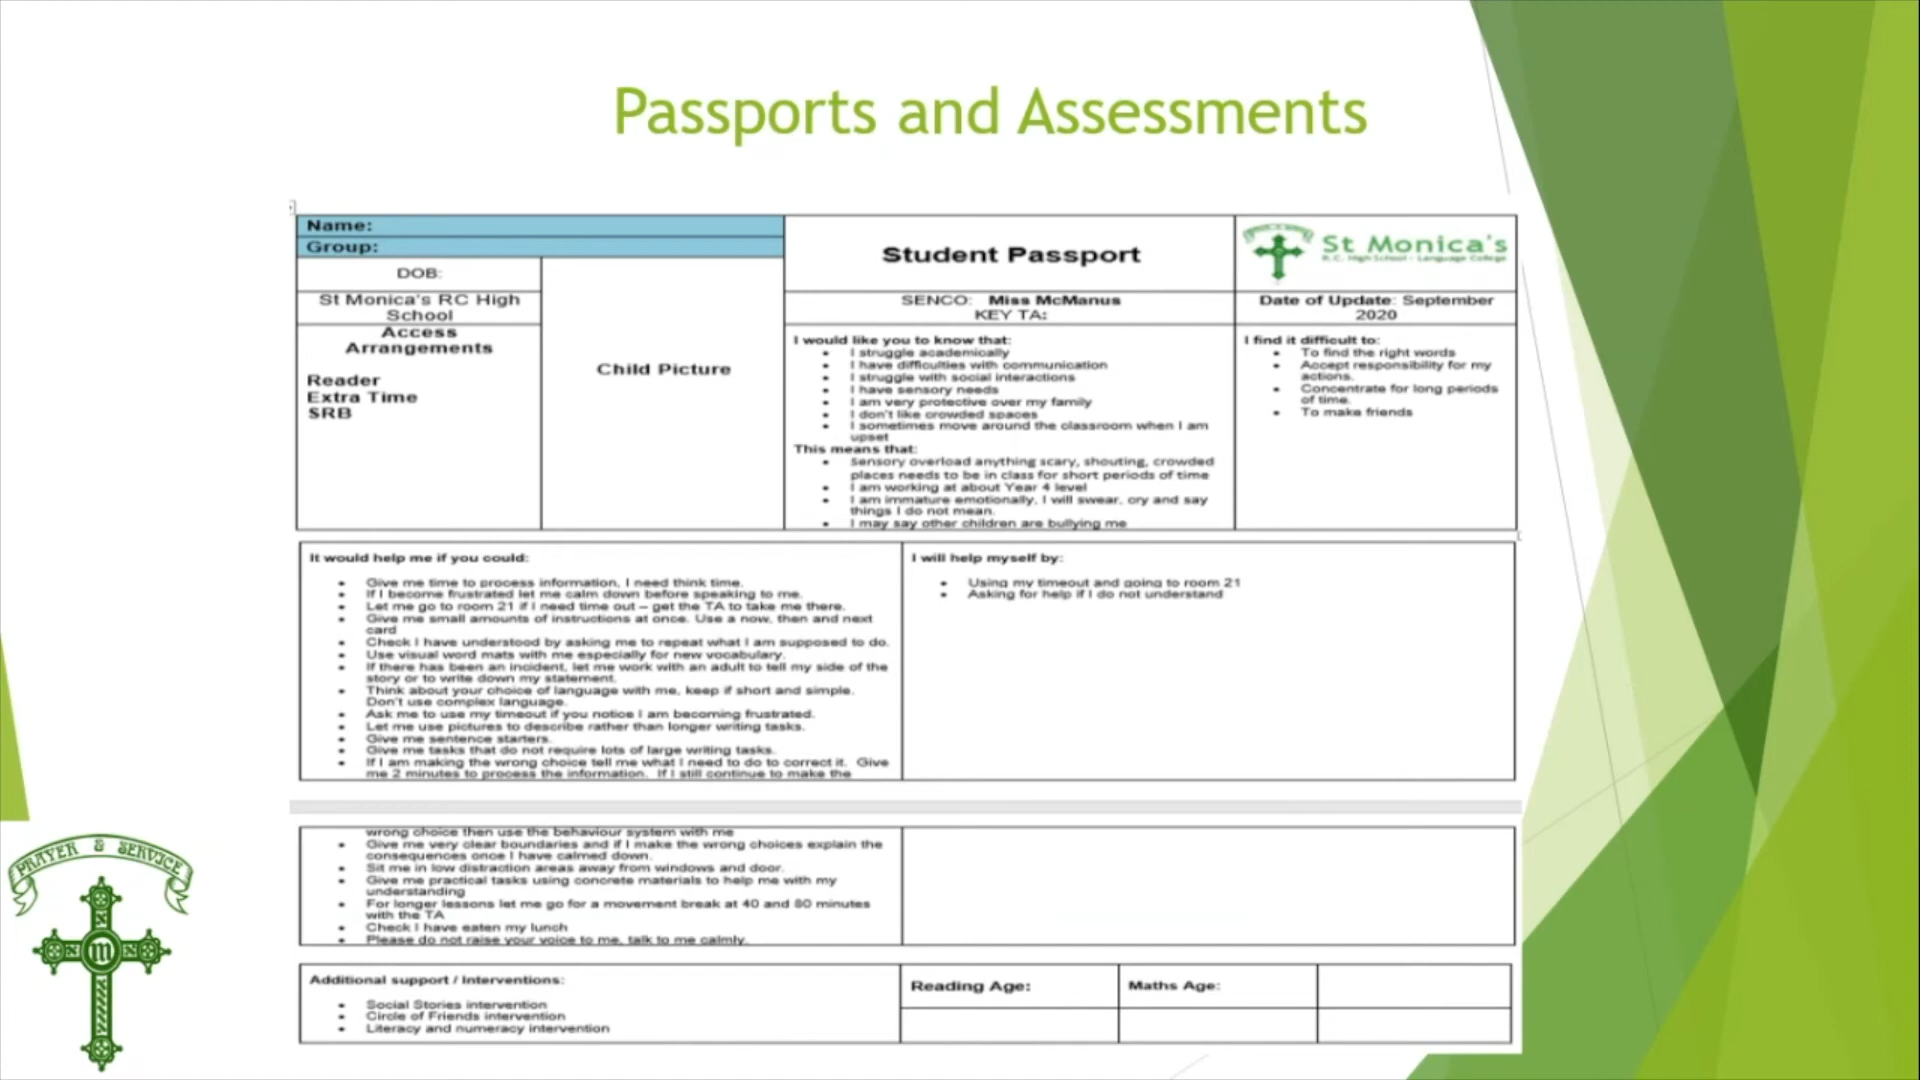 Passports and Assessments
Name:
Group:
DOB:
St Monica's RC High
School
Access
Arrangements
Reader
Extra Time
SRB
Child Picture
Student Passport
SENCO: Miss McManus
KEY TA:
St Monica's
R.C. High School - Language College
Date of Update: September
2020
I would like you to know that:
• I struggle academically
• I have difficulties with communication
• I struggle with social interactions
• I have sensory needs
• I am very protective over my family
• I don't like crowded spaces
• I sometimes move around the classroom when I am
upset
This means that:
• Sensory overload anything scary, shouting, crowded
places needs to be in class for short periods of time
• I am working at about Year 4 level
• I am immature emotionally, I will swear, cry and say
things I do not mean.
• I may say other children are bullying me
I find it difficult to:
• To find the right words
• Accept responsibility for my
actions.
• Concentrate for long periods
of time.
• To make friends
It would help me if you could:
• Give me time to process information, I need think time.
• If I become frustrated let me calm down before speaking to me.
• Let me go to room 21 if I need time out – get the TA to take me there.
• Give me small amounts of instructions at once. Use a now, then and next
card
• Check I have understood by asking me to repeat what I am supposed to do.
• Use visual word mats with me especially for new vocabulary.
• If there has been an incident, let me work with an adult to tell my side of the
story or to write down my statement.
• Think about your choice of language with me, keep if short and simple.
Don't use complex language.
• Ask me to use my timeout if you notice I am becoming frustrated.
• Let me use pictures to describe rather than longer writing tasks.
• Give me sentence starters.
• Give me tasks that do not require lots of large writing tasks.
• If I am making the wrong choice tell me what I need to do to correct it. Give
me 2 minutes to process the information. If I still continue to make the
I will help myself by:
• Using my timeout and going to room 21
• Asking for help if I do not understand
wrong choice then use the behaviour system with me
• Give me very clear boundaries and if I make the wrong choices explain the
consequences once I have calmed down.
• Sit me in low distraction areas away from windows and door.
• Give me practical tasks using concrete materials to help me with my
understanding
• For longer lessons let me go for a movement break at 40 and 80 minutes
with the TA
• Check I have eaten my lunch
• Please do not raise your voice to me, talk to me calmly.
Additional support / Interventions:
• Social Stories intervention
• Circle of Friends intervention
• Literacy and numeracy intervention
Reading Age:
Maths Age:
PRAYER & SERVICE
m